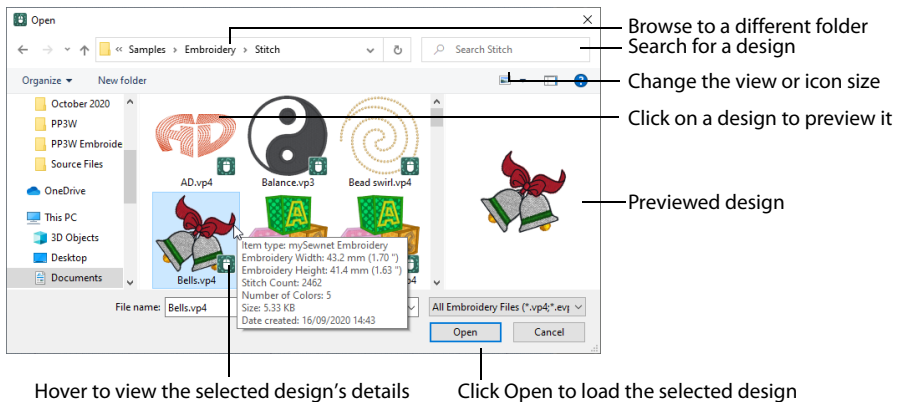 Open
Browse to a different folder
« Samples > Embroidery > Stitch
Search Stitch
Search for a design
Organize
New folder
Change the view or icon size
October 2020
PP3W
PP3W Embroide
Source Files
OneDrive
This PC
3D Objects
Desktop
Documents
AD.vp4
Balance.vp3
Bead swirl.vp4
Click on a design to preview it
Previewed design
Bells.vp4
p4
Item type: mySewnet Embroidery
Embroidery Width: 43.2 mm (1.70 ")
Embroidery Height: 41.4 mm (1.63 ")
Stitch Count: 2462
Number of Colors: 5
Size: 5.33 KB
Date created: 16/09/2020 14:43
File name: Bells.vp4
All Embroidery Files (*.vp4;*.evp
Open
Cancel
Hover to view the selected design's details
Click Open to load the selected design